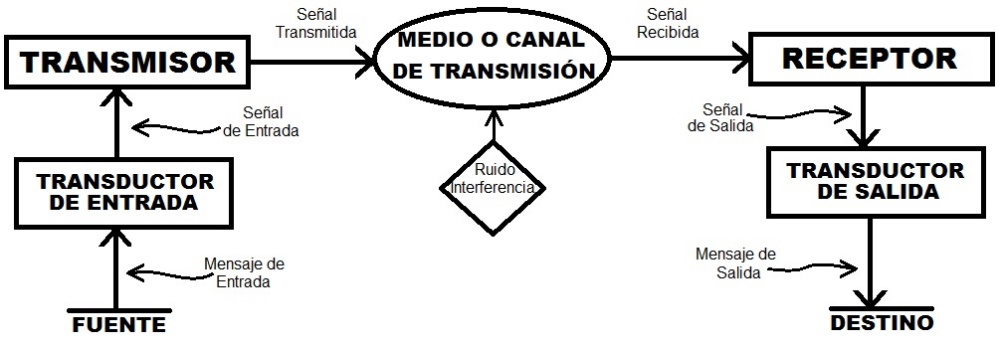 Señal
Transmitida
Señal
Recibida
TRANSMISOR
MEDIO O CANAL
DE TRANSMISIÓN
RECEPTOR
Señal
de Entrada
Señal
de Salida
Ruido
Interferencia
TRANSDUCTOR
DE ENTRADA
TRANSDUCTOR
DE SALIDA
Mensaje de
Entrada
Mensaje de
Salida
FUENTE
DESTINO